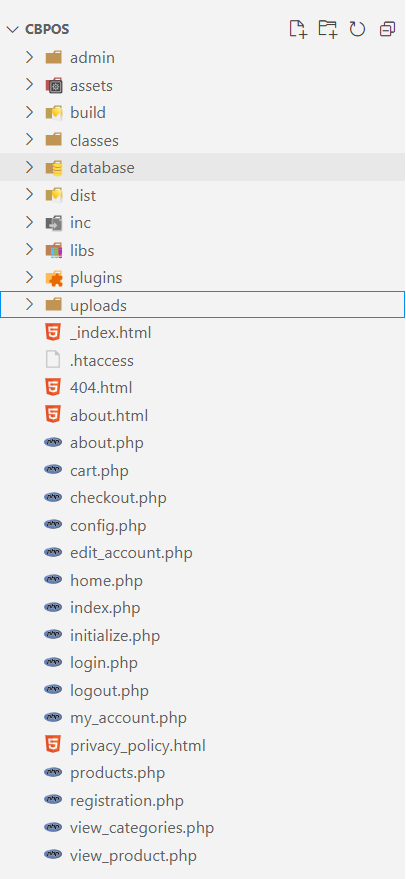 CBPOS
admin
assets
build
classes
database
dist
inc
libs
plugins
uploads
_index.html
.htaccess
404.html
about.html
about.php
cart.php
checkout.php
config.php
edit_account.php
home.php
index.php
initialize.php
login.php
logout.php
my_account.php
privacy_policy.html
products.php
registration.php
view_categories.php
view_product.php